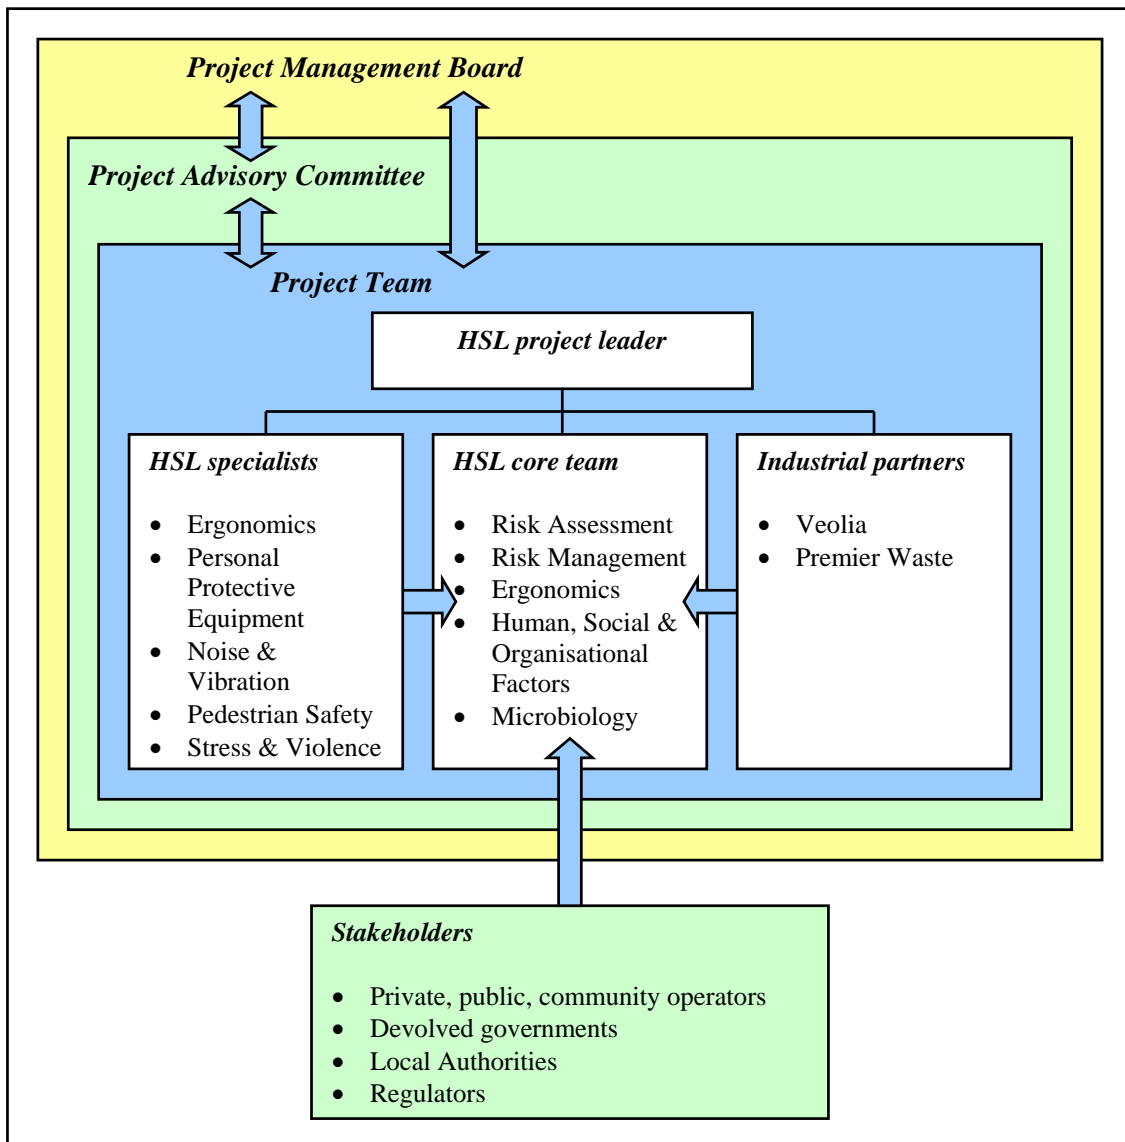 Project Management Board
Project Advisory Committee
Project Team
HSL project leader
HSL specialists
• Ergonomics
• Personal
Protective
Equipment
• Noise &
Vibration
• Pedestrian Safety
• Stress & Violence
HSL core team
• Risk Assessment
• Risk Management
• Ergonomics
• Human, Social &
Organisational
Factors
• Microbiology
Industrial partners
• Veolia
• Premier Waste
Stakeholders
• Private, public, community operators
• Devolved governments
• Local Authorities
• Regulators